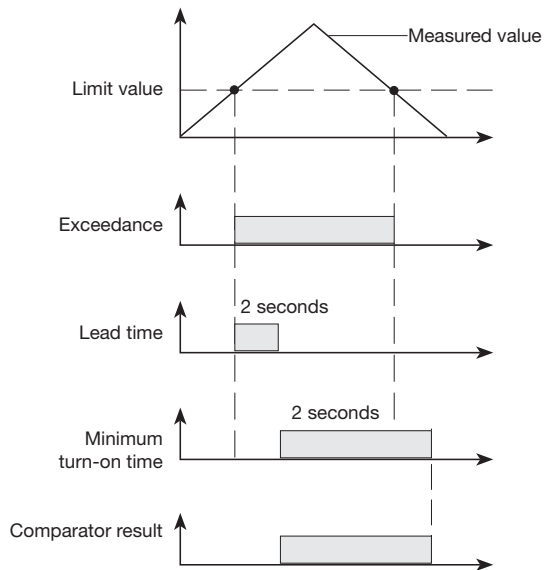 Measured value
Limit value
Exceedance
2 seconds
Lead time
2 seconds
Minimum
turn-on time
Comparator result